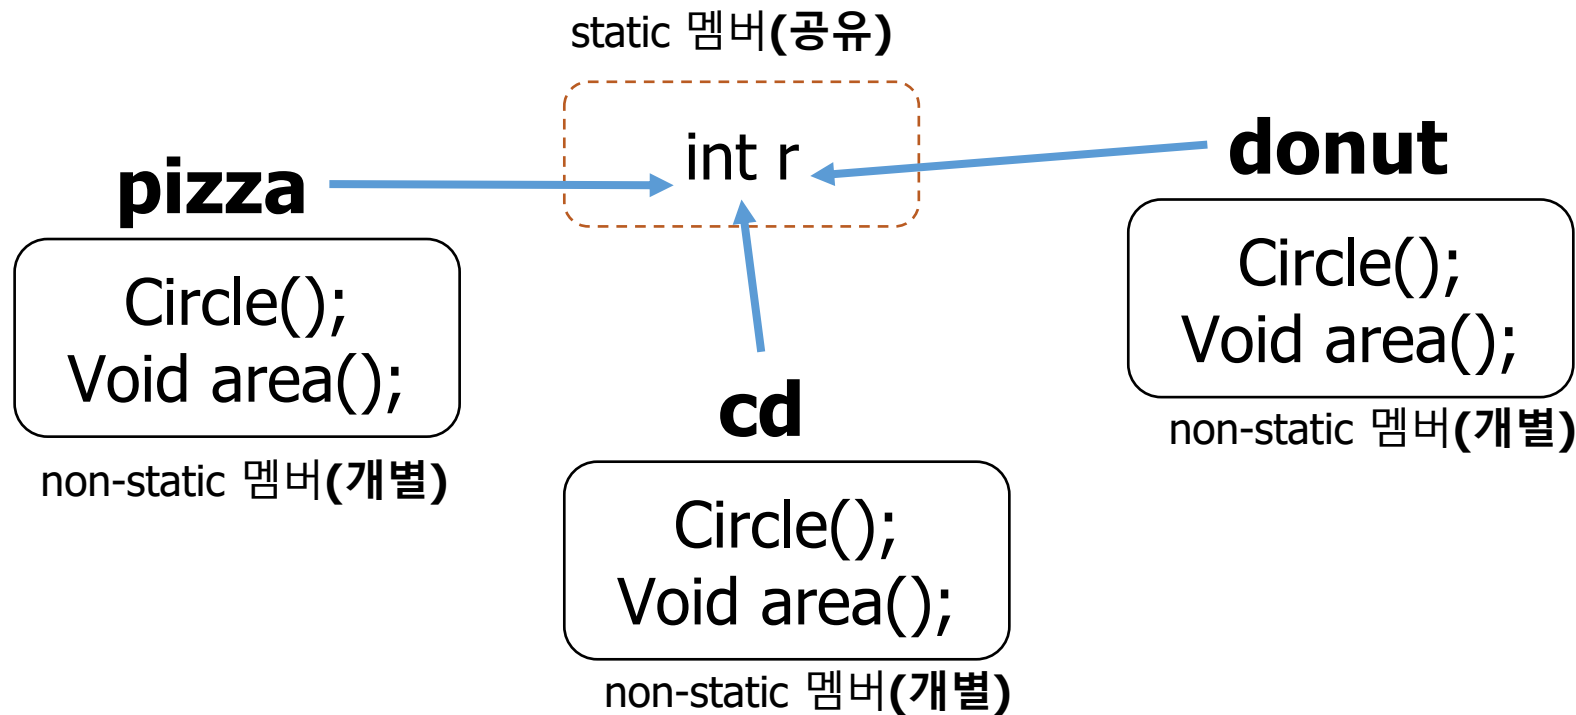 static 멤버(공유)
int r
pizza
Circle();
Void area();
non-static 멤버(개별)
cd
Circle();
Void area();
non-static 멤버(개별)
donut
Circle();
Void area();
non-static 멤버(개별)